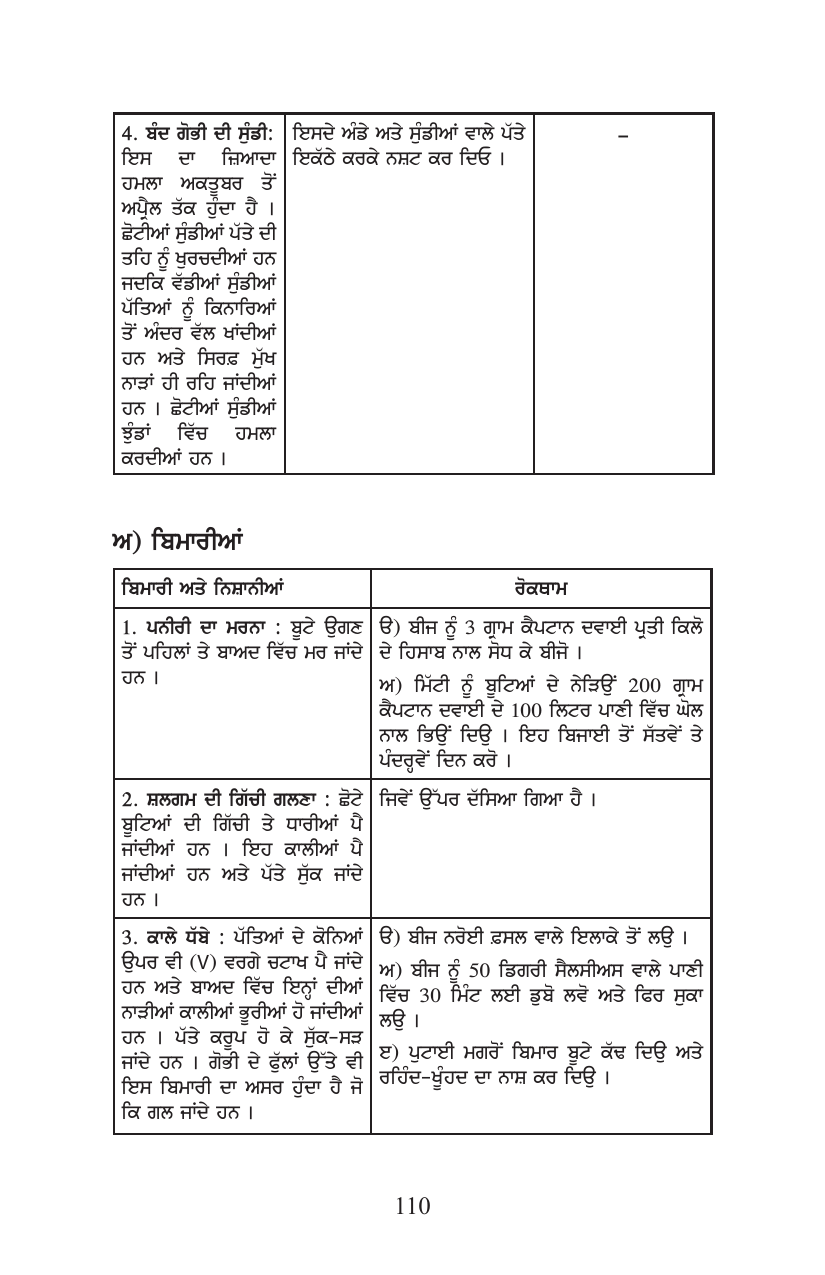 4. ਬੰਦ ਗੋਭੀ ਦੀ ਸੁੰਡੀ:
ਇਸ ਦਾ ਜ਼ਿਆਦਾ
ਹਮਲਾ ਅਕਤੂਬਰ ਤੋਂ
ਅਪ੍ਰੈਲ ਤੱਕ ਹੁੰਦਾ ਹੈ ।
ਛੋਟੀਆਂ ਸੁੰਡੀਆਂ ਪੱਤੇ ਦੀ
ਤਹਿ ਨੂੰ ਖੁਰਚਦੀਆਂ ਹਨ
ਜਦਕਿ ਵੱਡੀਆਂ ਸੁੰਡੀਆਂ
ਪੱਤਿਆਂ ਨੂੰ ਕਿਨਾਰਿਆਂ
ਤੋਂ ਅੰਦਰ ਵੱਲ ਖਾਂਦੀਆਂ
ਹਨ ਅਤੇ ਸਿਰਫ਼ ਮੁੱਖ
ਨਾੜਾਂ ਹੀ ਰਹਿ ਜਾਂਦੀਆਂ
ਹਨ । ਛੋਟੀਆਂ ਸੁੰਡੀਆਂ
ਝੁੰਡਾਂ ਵਿੱਚ ਹਮਲਾ
ਕਰਦੀਆਂ ਹਨ ।
ਇਸਦੇ ਅੰਡੇ ਅਤੇ ਸੁੰਡੀਆਂ ਵਾਲੇ ਪੱਤੇ
ਇਕੱਠੇ ਕਰਕੇ ਨਸ਼ਟ ਕਰ ਦਿਓ ।
–
ਅ) ਬਿਮਾਰੀਆਂ
ਬਿਮਾਰੀ ਅਤੇ ਨਿਸ਼ਾਨੀਆਂ
ਰੋਕਥਾਮ
1. ਪਨੀਰੀ ਦਾ ਮਰਨਾ : ਬੂਟੇ ਉਗਣ
ਤੋਂ ਪਹਿਲਾਂ ਤੇ ਬਾਅਦ ਵਿੱਚ ਮਰ ਜਾਂਦੇ
ਹਨ ।
ੳ) ਬੀਜ ਨੂੰ 3 ਗ੍ਰਾਮ ਕੈਪਟਾਨ ਦਵਾਈ ਪ੍ਰਤੀ ਕਿਲੋ
ਦੇ ਹਿਸਾਬ ਨਾਲ ਸੋਧ ਕੇ ਬੀਜੋ ।
ਅ) ਮਿੱਟੀ ਨੂੰ ਬੂਟਿਆਂ ਦੇ ਨੇੜਿਉਂ 200 ਗ੍ਰਾਮ
ਕੈਪਟਾਨ ਦਵਾਈ ਦੇ 100 ਲਿਟਰ ਪਾਣੀ ਵਿੱਚ ਘੋਲ
ਨਾਲ ਭਿਉਂ ਦਿਉ । ਇਹ ਬਿਜਾਈ ਤੋਂ ਸੱਤਵੇਂ ਤੇ
ਪੰਦਰ੍ਹਵੇਂ ਦਿਨ ਕਰੋ ।
2. ਸ਼ਲਗਮ ਦੀ ਗਿੱਚੀ ਗਲਣਾ : ਛੋਟੇ
ਬੂਟਿਆਂ ਦੀ ਗਿੱਚੀ ਤੇ ਧਾਰੀਆਂ ਪੈ
ਜਾਂਦੀਆਂ ਹਨ । ਇਹ ਕਾਲੀਆਂ ਪੈ
ਜਾਂਦੀਆਂ ਹਨ ਅਤੇ ਪੱਤੇ ਸੁੱਕ ਜਾਂਦੇ
ਹਨ ।
ਜਿਵੇਂ ਉੱਪਰ ਦੱਸਿਆ ਗਿਆ ਹੈ ।
3. ਕਾਲੇ ਧੱਬੇ : ਪੱਤਿਆਂ ਦੇ ਕੋਨਿਆਂ
ਉਪਰ ਵੀ (V) ਵਰਗੇ ਚਟਾਖ ਪੈ ਜਾਂਦੇ
ਹਨ ਅਤੇ ਬਾਅਦ ਵਿੱਚ ਇਨ੍ਹਾਂ ਦੀਆਂ
ਨਾੜੀਆਂ ਕਾਲੀਆਂ ਭੂਰੀਆਂ ਹੋ ਜਾਂਦੀਆਂ
ਹਨ । ਪੱਤੇ ਕਰੂਪ ਹੋ ਕੇ ਸੁੱਕ-ਸੜ
ਜਾਂਦੇ ਹਨ । ਗੋਭੀ ਦੇ ਫੁੱਲਾਂ ਉੱਤੇ ਵੀ
ਇਸ ਬਿਮਾਰੀ ਦਾ ਅਸਰ ਹੁੰਦਾ ਹੈ ਜੋ
ਕਿ ਗਲ ਜਾਂਦੇ ਹਨ ।
ੳ) ਬੀਜ ਨਰੋਈ ਫ਼ਸਲ ਵਾਲੇ ਇਲਾਕੇ ਤੋਂ ਲਉ ।
ਅ) ਬੀਜ ਨੂੰ 50 ਡਿਗਰੀ ਸੈਲਸੀਅਸ ਵਾਲੇ ਪਾਣੀ
ਵਿੱਚ 30 ਮਿੰਟ ਲਈ ਡੁਬੋ ਲਵੋ ਅਤੇ ਫਿਰ ਸੁਕਾ
ਲਉ ।
ੲ) ਪੁਟਾਈ ਮਗਰੋਂ ਬਿਮਾਰ ਬੂਟੇ ਕੱਢ ਦਿਉ ਅਤੇ
ਰਹਿੰਦ-ਖੂੰਹਦ ਦਾ ਨਾਸ਼ ਕਰ ਦਿਉ ।
110